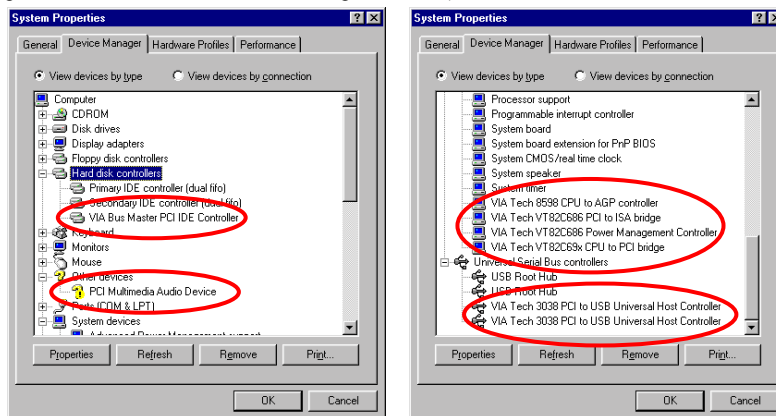 System Properties
General Device Manager Hardware Profiles Performance
View devices by type View devices by connection
Computer
CDROM
Disk drives
Display adapters
Floppy disk controllers
Hard disk controllers
Primary IDE controller (dual fifo)
Secondary IDE controller (dual fifo)
VIA Bus Master PCI IDE Controller
Keyboard
Monitors
Mouse
Other devices
PCI Multimedia Audio Device
Ports (COM & LPT)
System devices
Advanced Power Management support
Properties Refresh Remove Print...
OK Cancel
System Properties
General Device Manager Hardware Profiles Performance
View devices by type View devices by connection
Processor support
Programmable interrupt controller
System board
System board extension for PnP BIOS
System CMOS/real time clock
System speaker
System timer
VIA Tech 8598 CPU to AGP controller
VIA Tech VT82C686 PCI to ISA bridge
VIA Tech VT82C686 Power Management Controller
VIA Tech VT82C69x CPU to PCI bridge
Universal Serial Bus controllers
USB Root Hub
USB Root Hub
VIA Tech 3038 PCI to USB Universal Host Controller
VIA Tech 3038 PCI to USB Universal Host Controller
Properties Refresh Remove Print...
OK Cancel